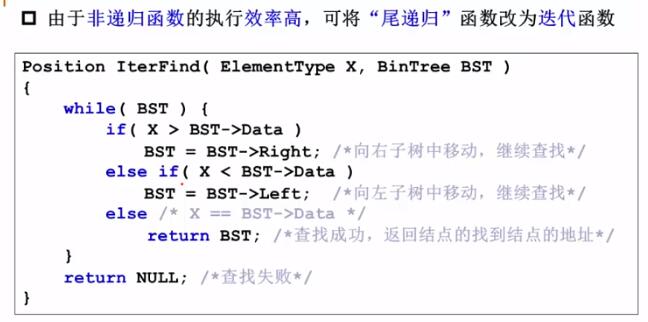 由于非递归函数的执行效率高，可将“尾递归”函数改为迭代函数
Position IterFind( ElementType X, BinTree BST )
{
while( BST ) {
if( X > BST->Data )
BST = BST->Right; /*向右子树中移动，继续查找*/
else if( X < BST->Data )
BST = BST->Left; /*向左子树中移动，继续查找*/
else /* X == BST->Data */
return BST; /*查找成功，返回结点的找到结点的地址*/
}
return NULL; /*查找失败*/
}